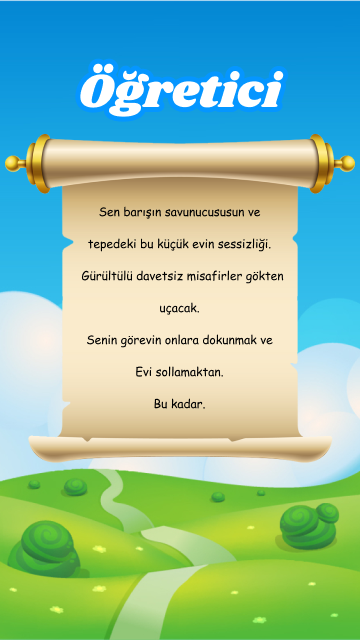 Öğretici
Sen barışın savunucususun ve
tepedeki bu küçük evin sessizliği.
Gürültülü davetsiz misafirler gökten
uçacak.
Senin görevin onlara dokunmak ve
Evi sollamaktan.
Bu kadar.